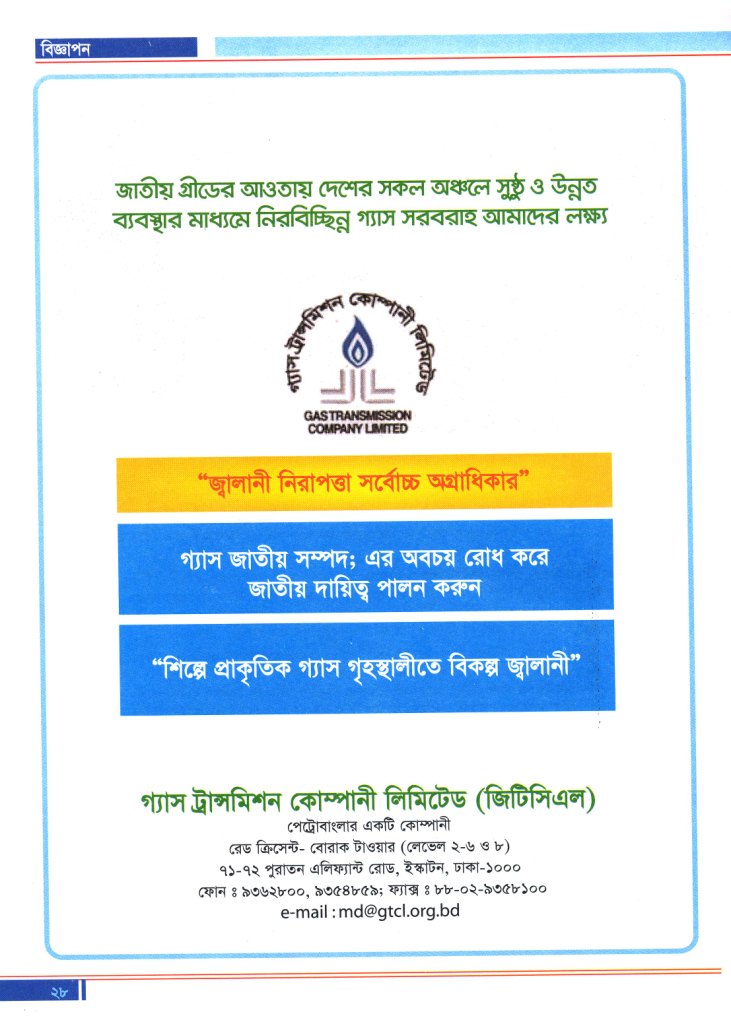 বিজ্ঞাপন
জাতীয় গ্রীডের আওতায় দেশের সকল অঞ্চলে সুষ্ঠু ও উন্নত
ব্যবস্থার মাধ্যমে নিরবিচ্ছিন্ন গ্যাস সরবরাহ আমাদের লক্ষ্য
গ্যাস ট্রান্সমিশন কোম্পানী লিমিটেড
GAS TRANSMISSION
COMPANY LIMITED
“জ্বালানী নিরাপত্তা সর্বোচ্চ অগ্রাধিকার”
গ্যাস জাতীয় সম্পদ; এর অবচয় রোধ করে
জাতীয় দায়িত্ব পালন করুন
“শিল্পে প্রাকৃতিক গ্যাস গৃহস্থালীতে বিকল্প জ্বালানী”
গ্যাস ট্রান্সমিশন কোম্পানী লিমিটেড (জিটিসিএল)
পেট্রোবাংলার একটি কোম্পানী
রেড ক্রিসেন্ট- বোরাক টাওয়ার (লেভেল ২-৬ ও ৮)
৭১-৭২ পুরাতন এলিফ্যান্ট রোড, ইস্কাটন, ঢাকা-১০০০
ফোন ঃ ৯৩৬২৮০০, ৯৩৫৪৮৫৯; ফ্যাক্স ঃ ৮৮-০২-৯৩৫৮১০০
e-mail : md@gtcl.org.bd
২৮